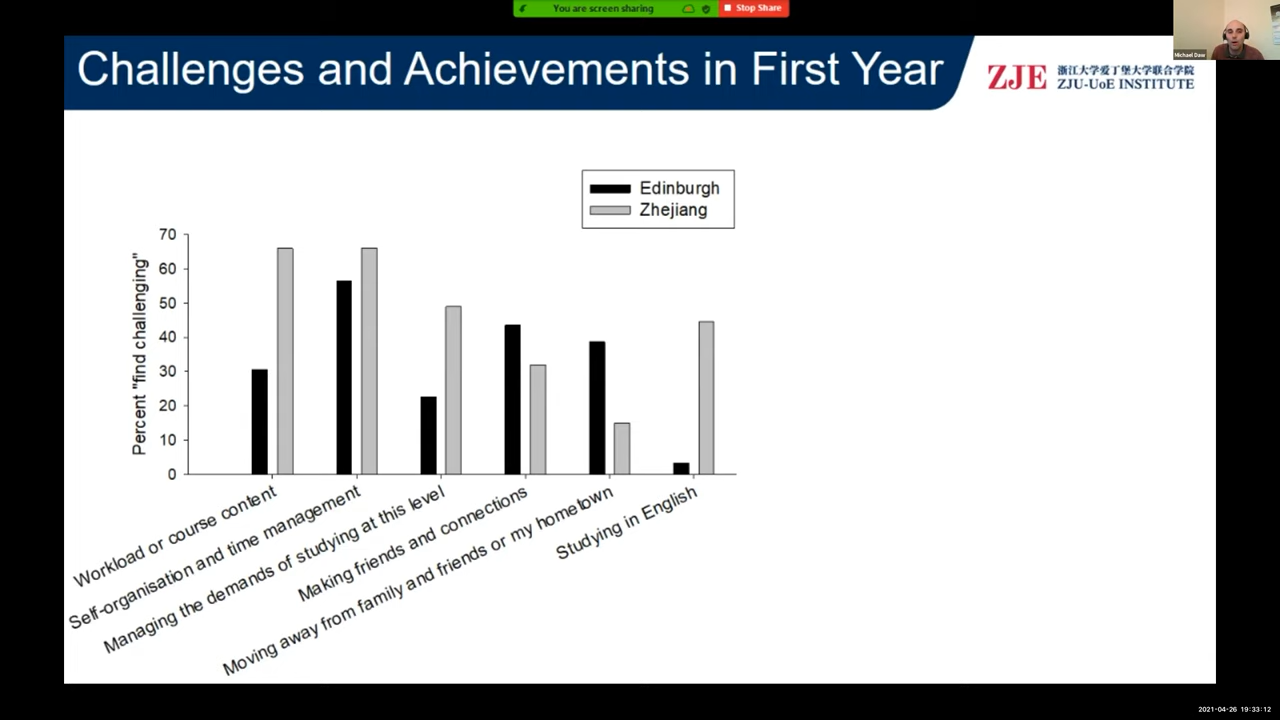 You are screen sharing
Stop Share
Michael Daw
Challenges and Achievements in First Year
ZJE 浙江大学爱丁堡大学联合学院
ZJU-UoE INSTITUTE
Edinburgh
Zhejiang
Percent "find challenging"
70
60
50
40
30
20
10
0
Workload or course content
Self-organisation and time management
Managing the demands of studying at this level
Making friends and connections
Moving away from family and friends or my hometown
Studying in English
2021-04-26 19:33:12